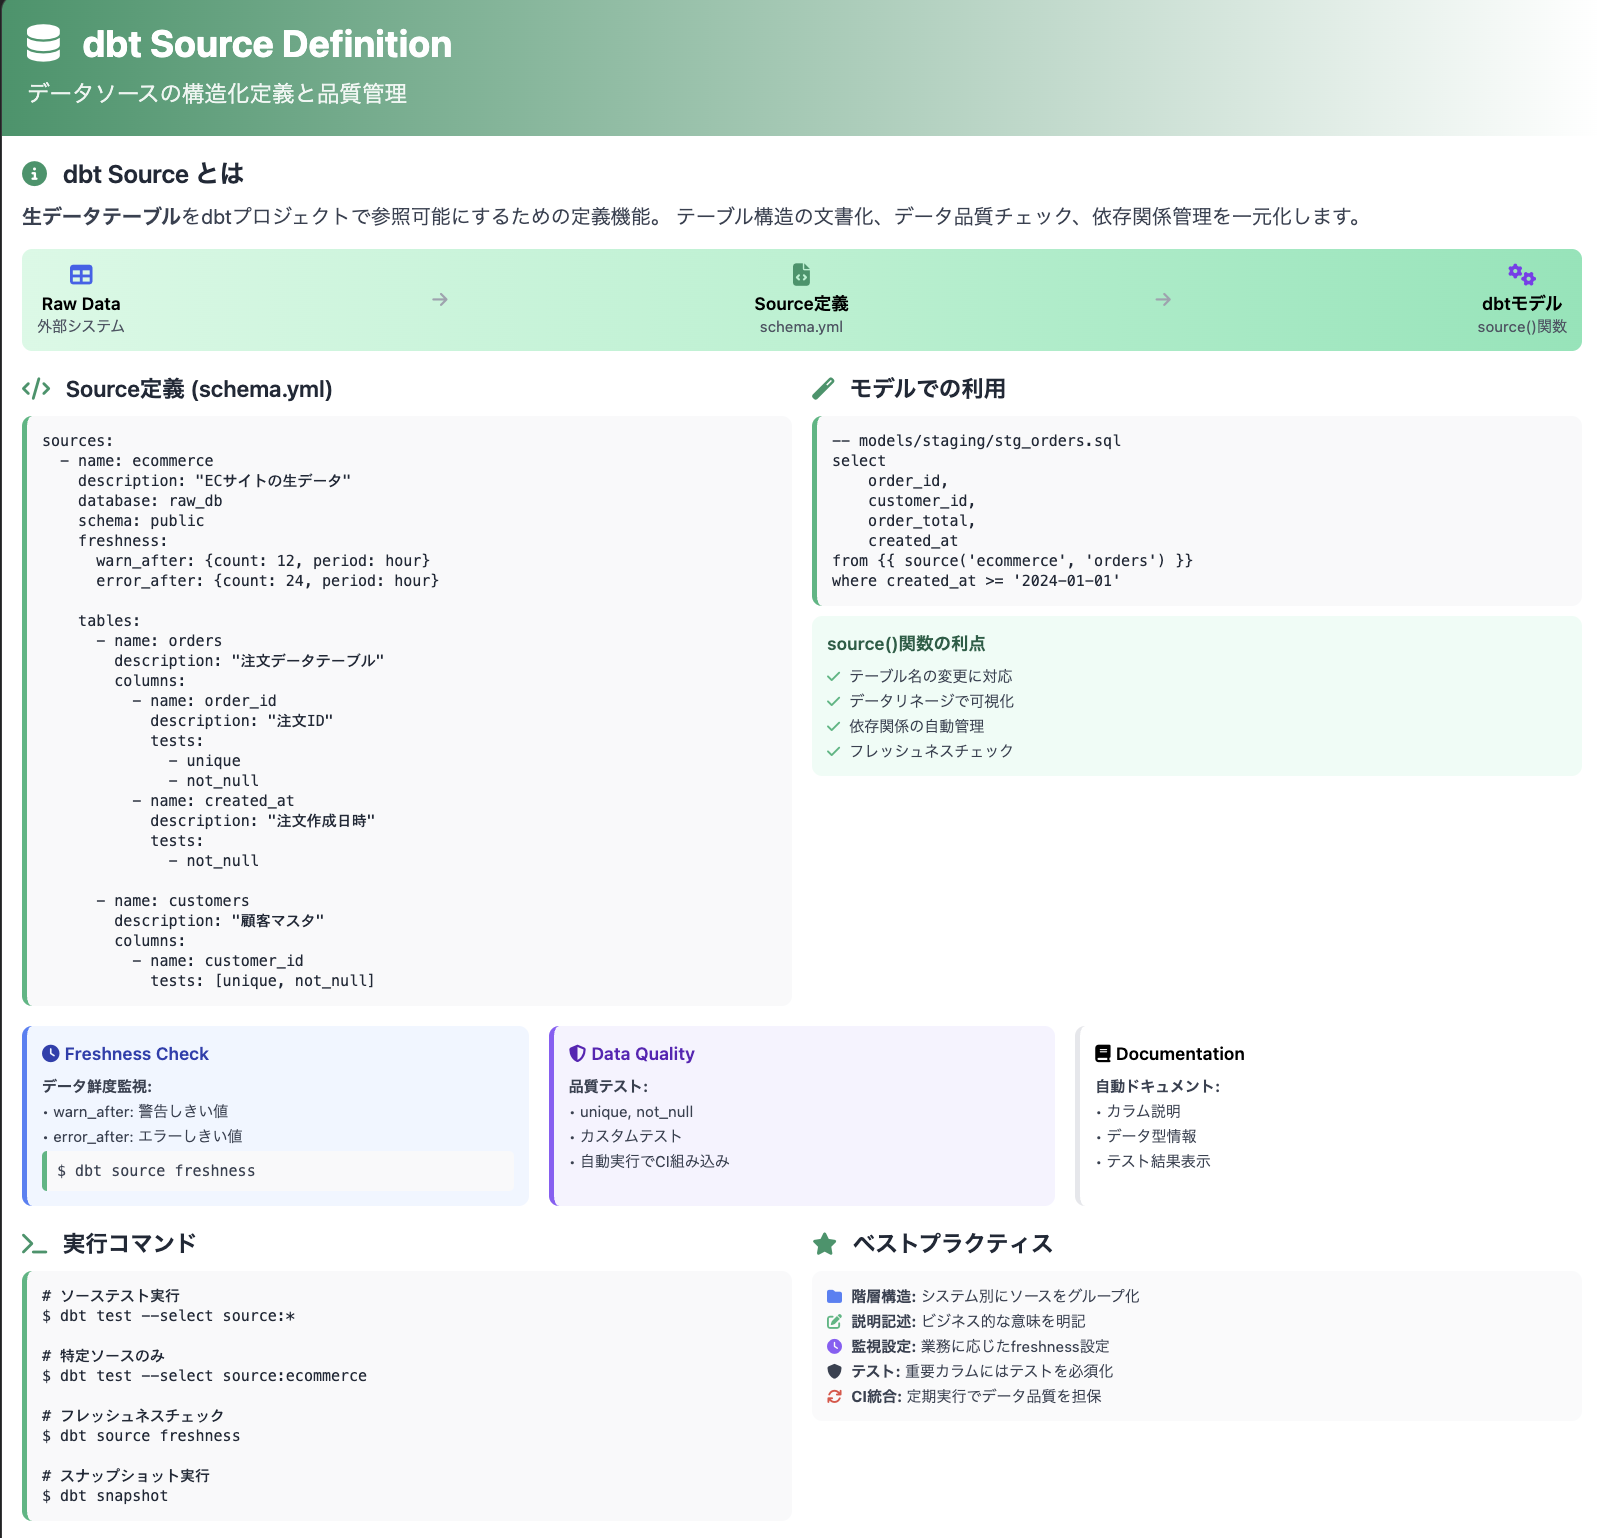 dbt Source Definition
データソースの構造化定義と品質管理
dbt Source とは
生データテーブルをdbtプロジェクトで参照可能にするための定義機能。 テーブル構造の文書化、データ品質チェック、依存関係管理を一元化します。
Raw Data
外部システム
→
Source定義
schema.yml
→
dbtモデル
source()関数
Source定義 (schema.yml)
sources:
  - name: ecommerce
    description: "ECサイトの生データ"
    database: raw_db
    schema: public
    freshness:
      warn_after: {count: 12, period: hour}
      error_after: {count: 24, period: hour}
    tables:
      - name: orders
        description: "注文データテーブル"
        columns:
          - name: order_id
            description: "注文ID"
            tests:
              - unique
              - not_null
          - name: created_at
            description: "注文作成日時"
            tests:
              - not_null
      - name: customers
        description: "顧客マスタ"
        columns:
          - name: customer_id
            tests: [unique, not_null]
モデルでの利用
-- models/staging/stg_orders.sql
select
    order_id,
    customer_id,
    order_total,
    created_at
from {{ source('ecommerce', 'orders') }}
where created_at >= '2024-01-01'
source()関数の利点
テーブル名の変更に対応
データリネージで可視化
依存関係の自動管理
フレッシュネスチェック
Freshness Check
データ鮮度監視:
• warn_after: 警告しきい値
• error_after: エラーしきい値
$ dbt source freshness
Data Quality
品質テスト:
• unique, not_null
• カスタムテスト
• 自動実行でCI組み込み
Documentation
自動ドキュメント:
• カラム説明
• データ型情報
• テスト結果表示
実行コマンド
# ソーステスト実行
$ dbt test --select source:*
# 特定ソースのみ
$ dbt test --select source:ecommerce
# フレッシュネスチェック
$ dbt source freshness
# スナップショット実行
$ dbt snapshot
ベストプラクティス
階層構造: システム別にソースをグループ化
説明記述: ビジネス的な意味を明記
監視設定: 業務に応じたfreshness設定
テスト: 重要カラムにはテストを必須化
CI統合: 定期実行でデータ品質を担保